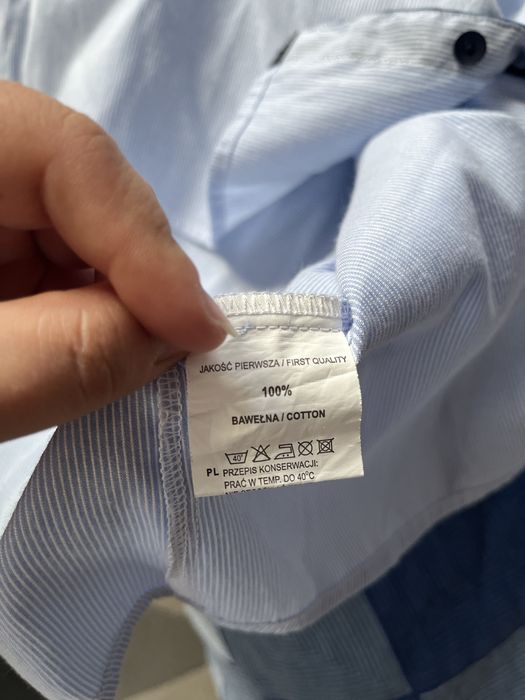 JAKOŚĆ PIERWSZA / FIRST QUALITY
100%
BAWEŁNA / COTTON
40°
PL PRZEPIS KONSERWACJI:
PRAĆ W TEMP. DO 40°C